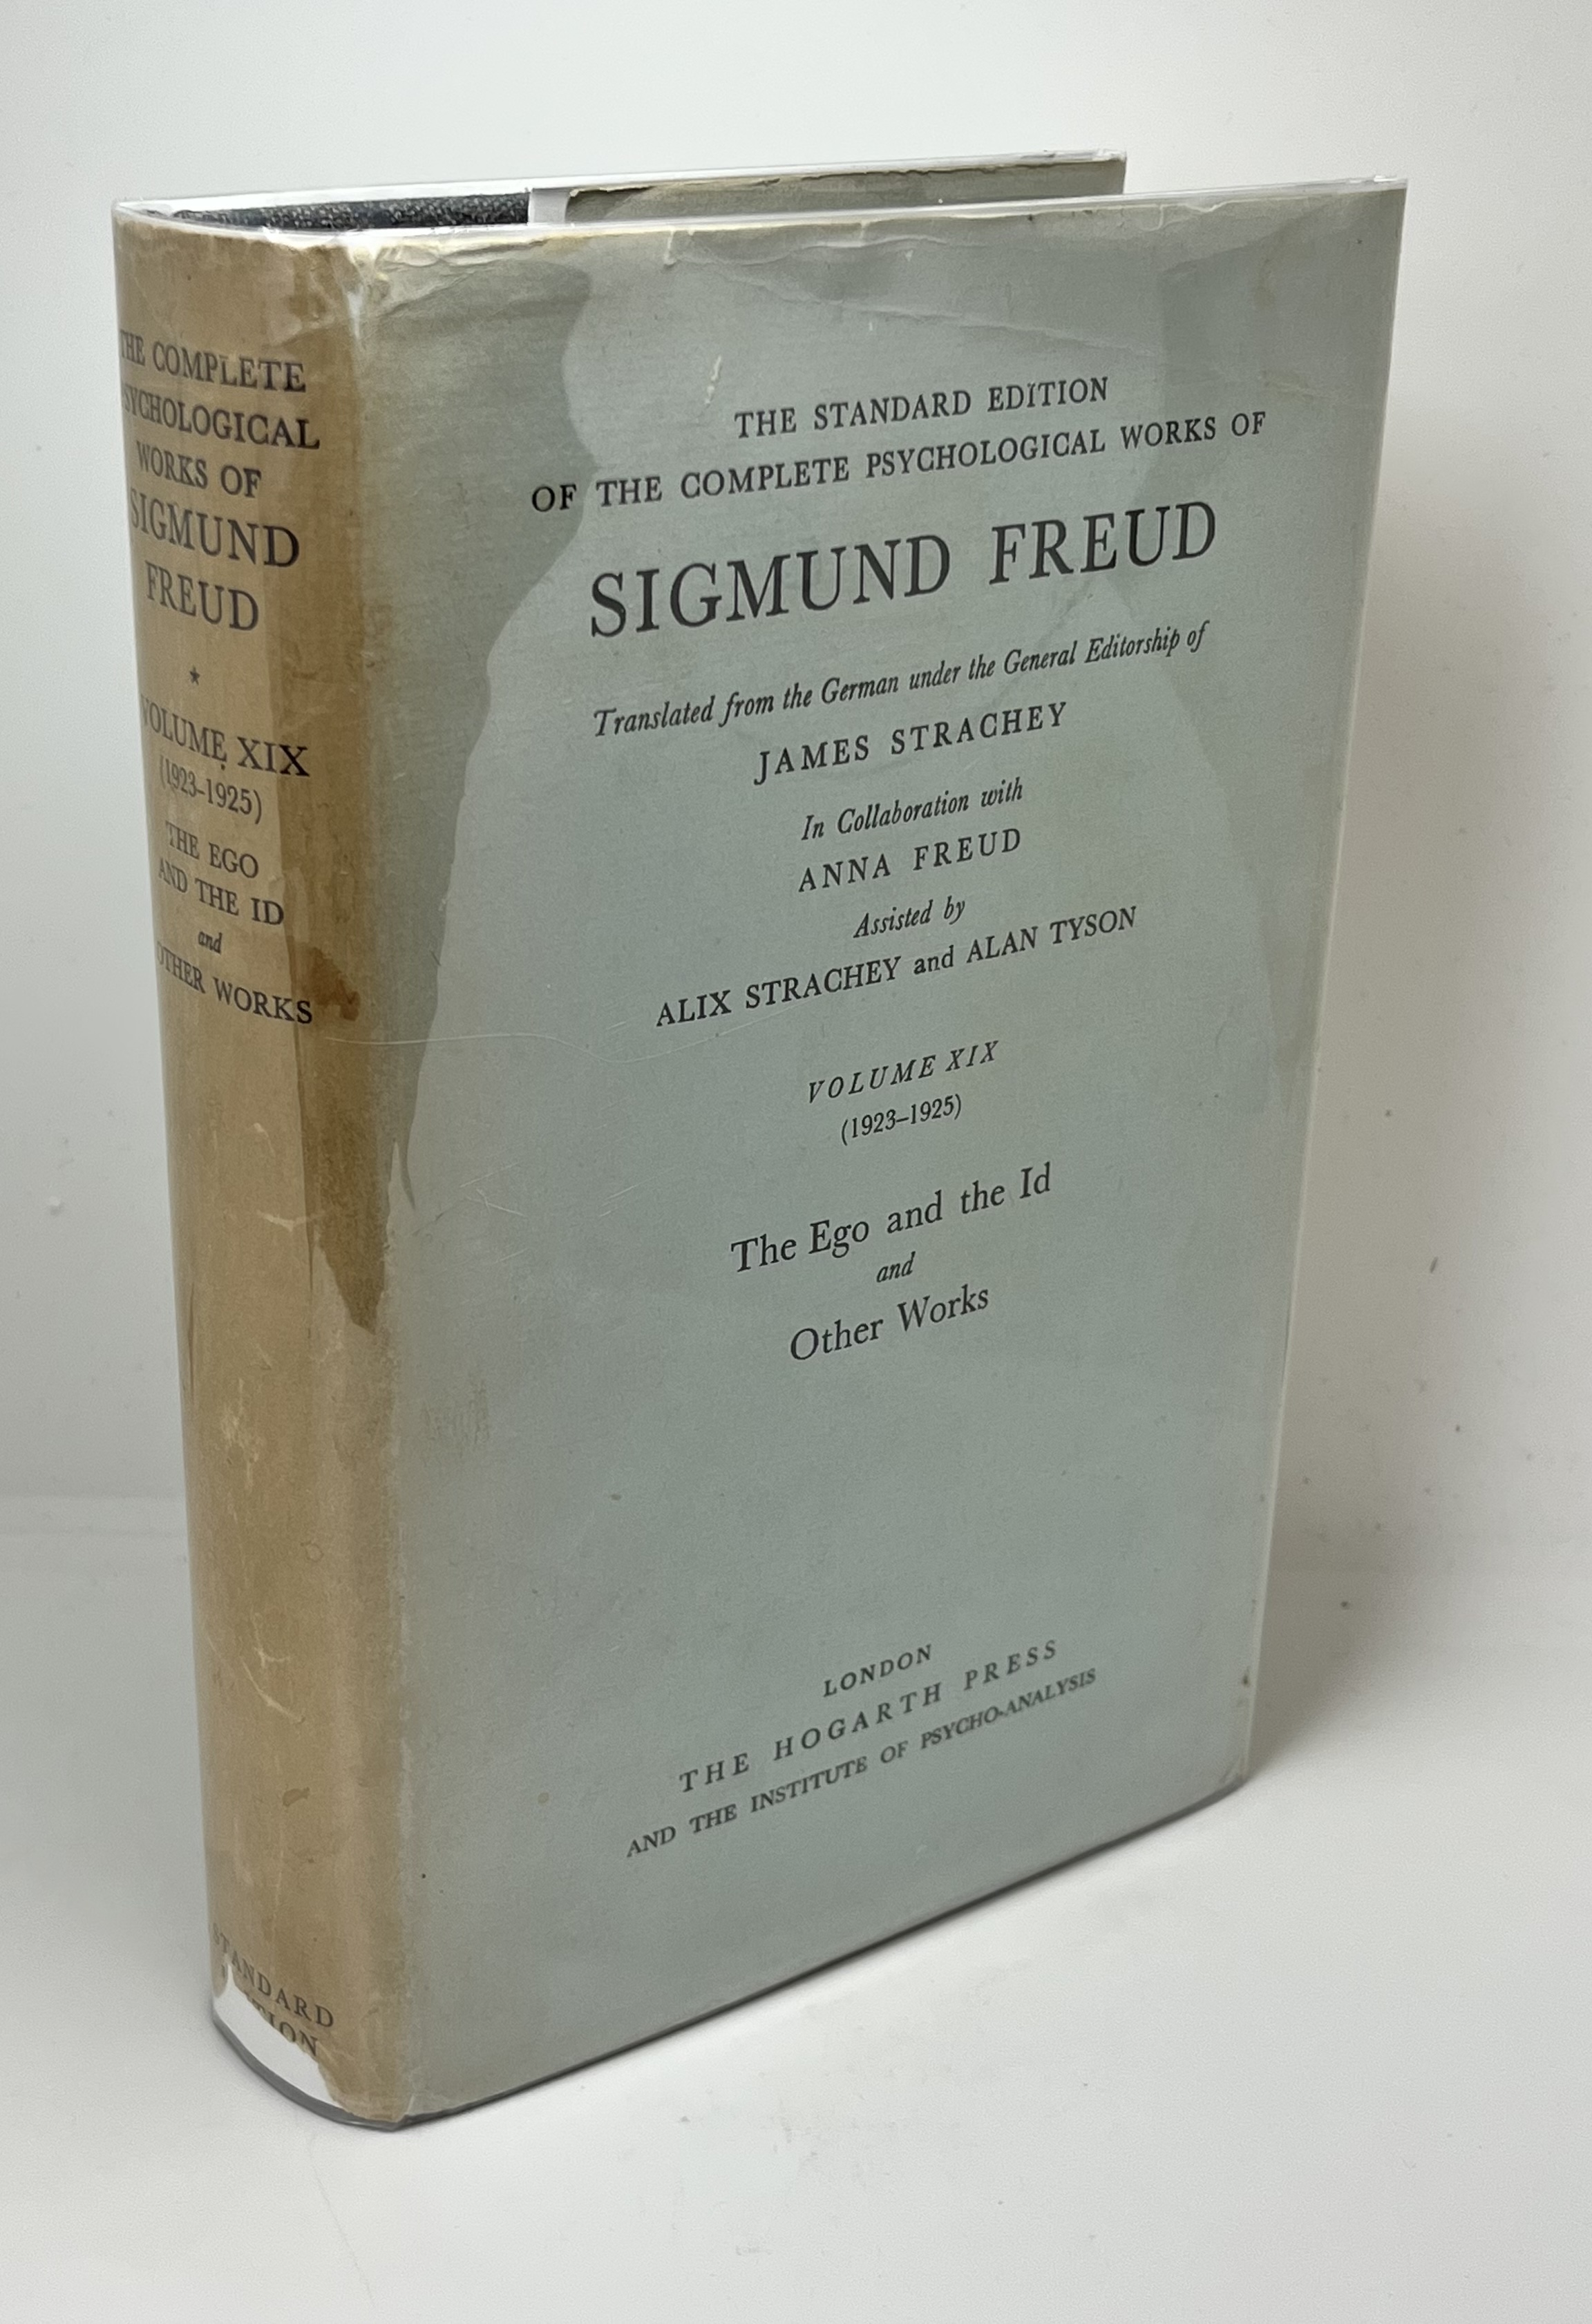 THE COMPLETE
PSYCHOLOGICAL
WORKS OF
SIGMUND
FREUD
*
VOLUME XIX
(1923–1925)
THE EGO
AND THE ID
and
OTHER WORKS
STANDARD
THE STANDARD EDITION
OF THE COMPLETE PSYCHOLOGICAL WORKS OF
SIGMUND FREUD
Translated from the German under the General Editorship of
JAMES STRACHEY
In Collaboration with
ANNA FREUD
Assisted by
ALIX STRACHEY and ALAN TYSON
VOLUME XIX
(1923–1925)
The Ego and the Id
and
Other Works
LONDON
THE HOGARTH PRESS
AND THE INSTITUTE OF PSYCHO-ANALYSIS